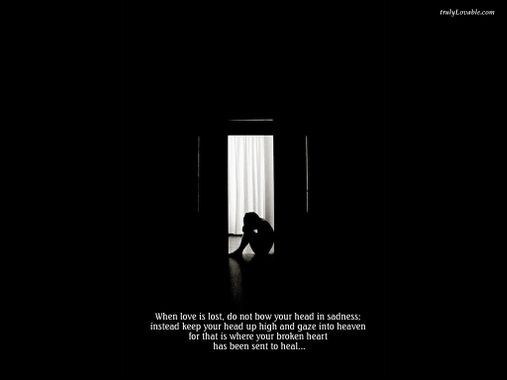 trulyLovable.com
When love is lost, do not bow your head in sadness;
instead keep your head up high and gaze into heaven
for that is where your broken heart
has been sent to heal...